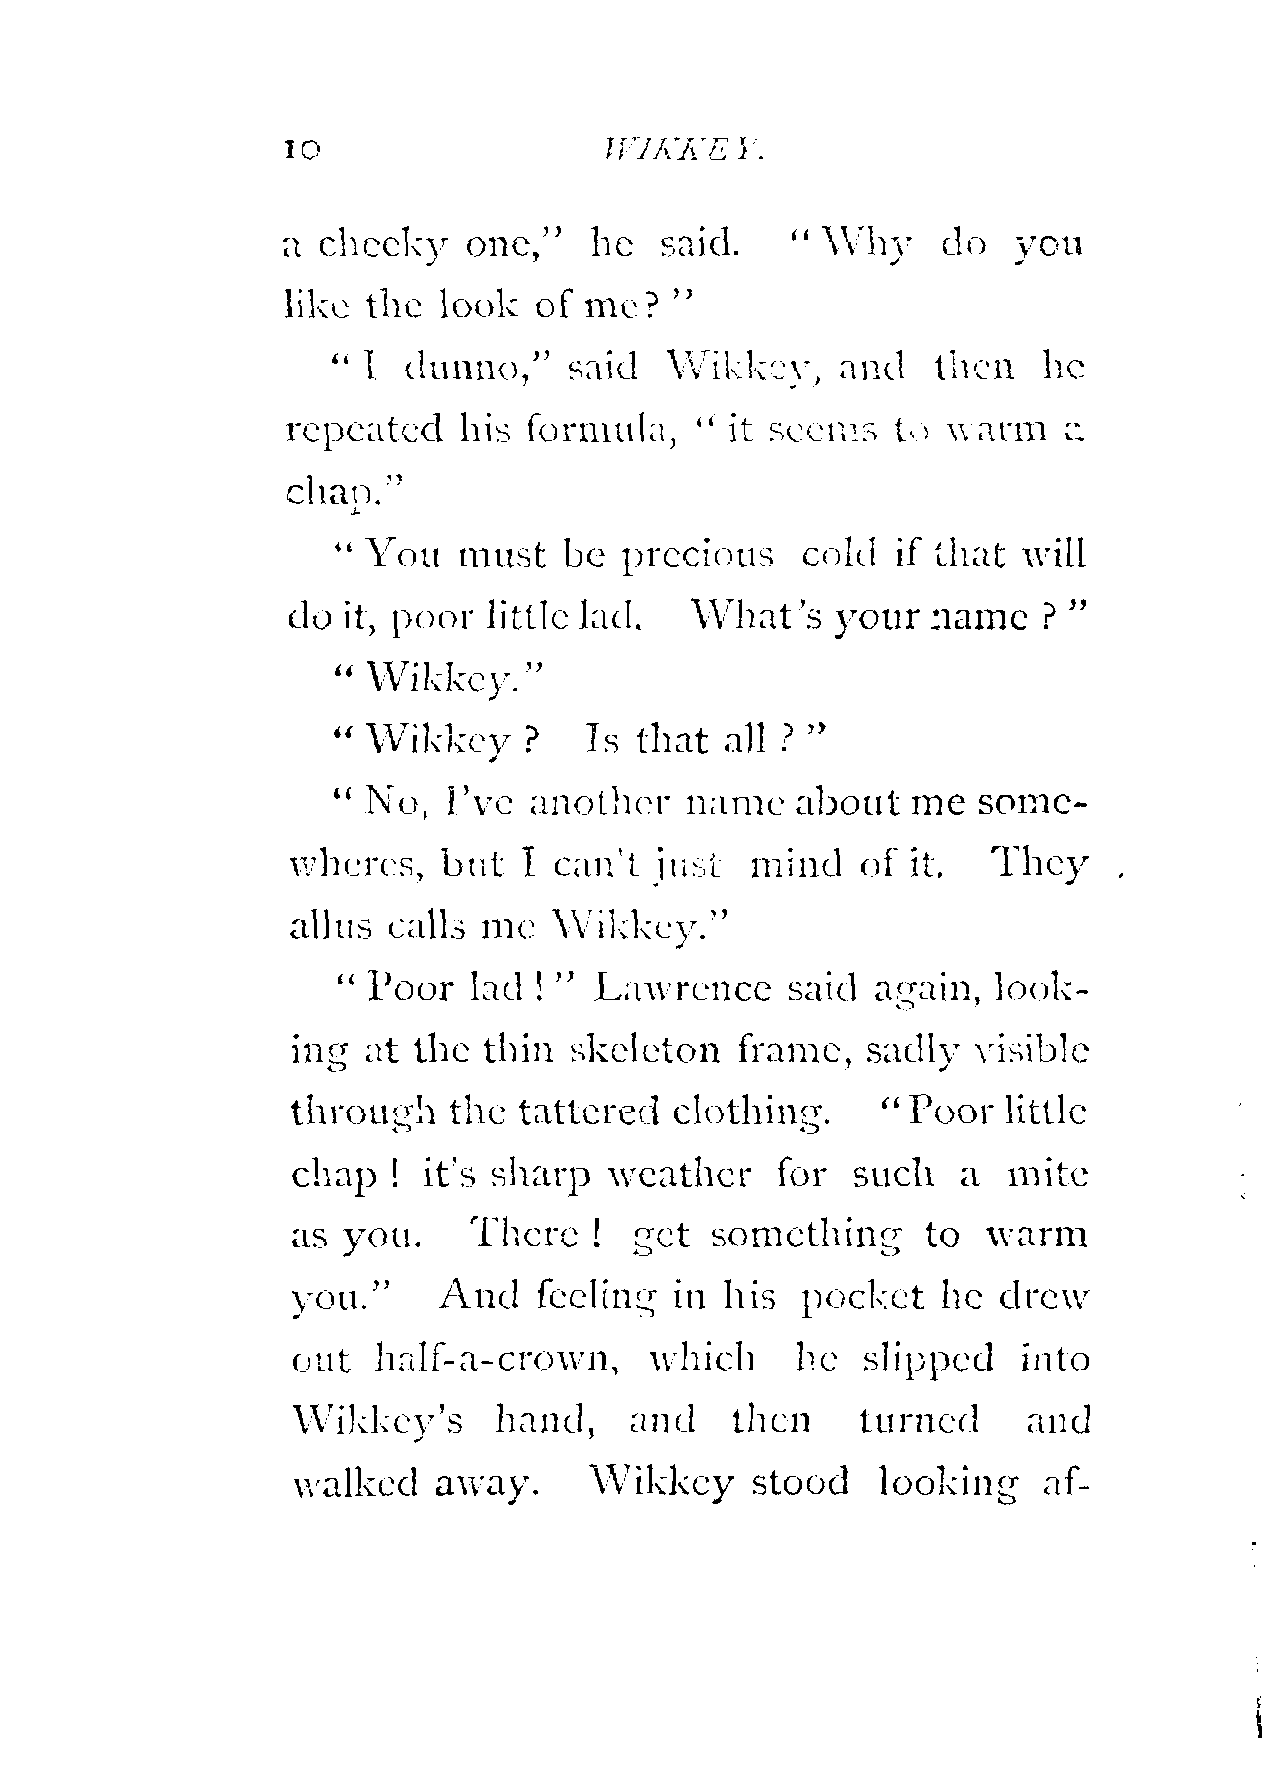 10 WIKKEY.
a cheeky one," he said. "Why do you
like the look of me?"
"I dunno," said Wikkey, and then he
repeated his formula, "it seems to warm a
chap."
"You must be precious cold if that will
do it, poor little lad. What's your name?"
"Wikkey."
"Wikkey? Is that all?"
"No, I've another name about me some-
wheres, but I can't just mind of it. They
allus calls me Wikkey."
"Poor lad!" Lawrence said again, look-
ing at the thin skeleton frame, sadly visible
through the tattered clothing. "Poor little
chap! it's sharp weather for such a mite
as you. There! get something to warm
you." And feeling in his pocket he drew
out half-a-crown, which he slipped into
Wikkey's hand, and then turned and
walked away. Wikkey stood looking af-